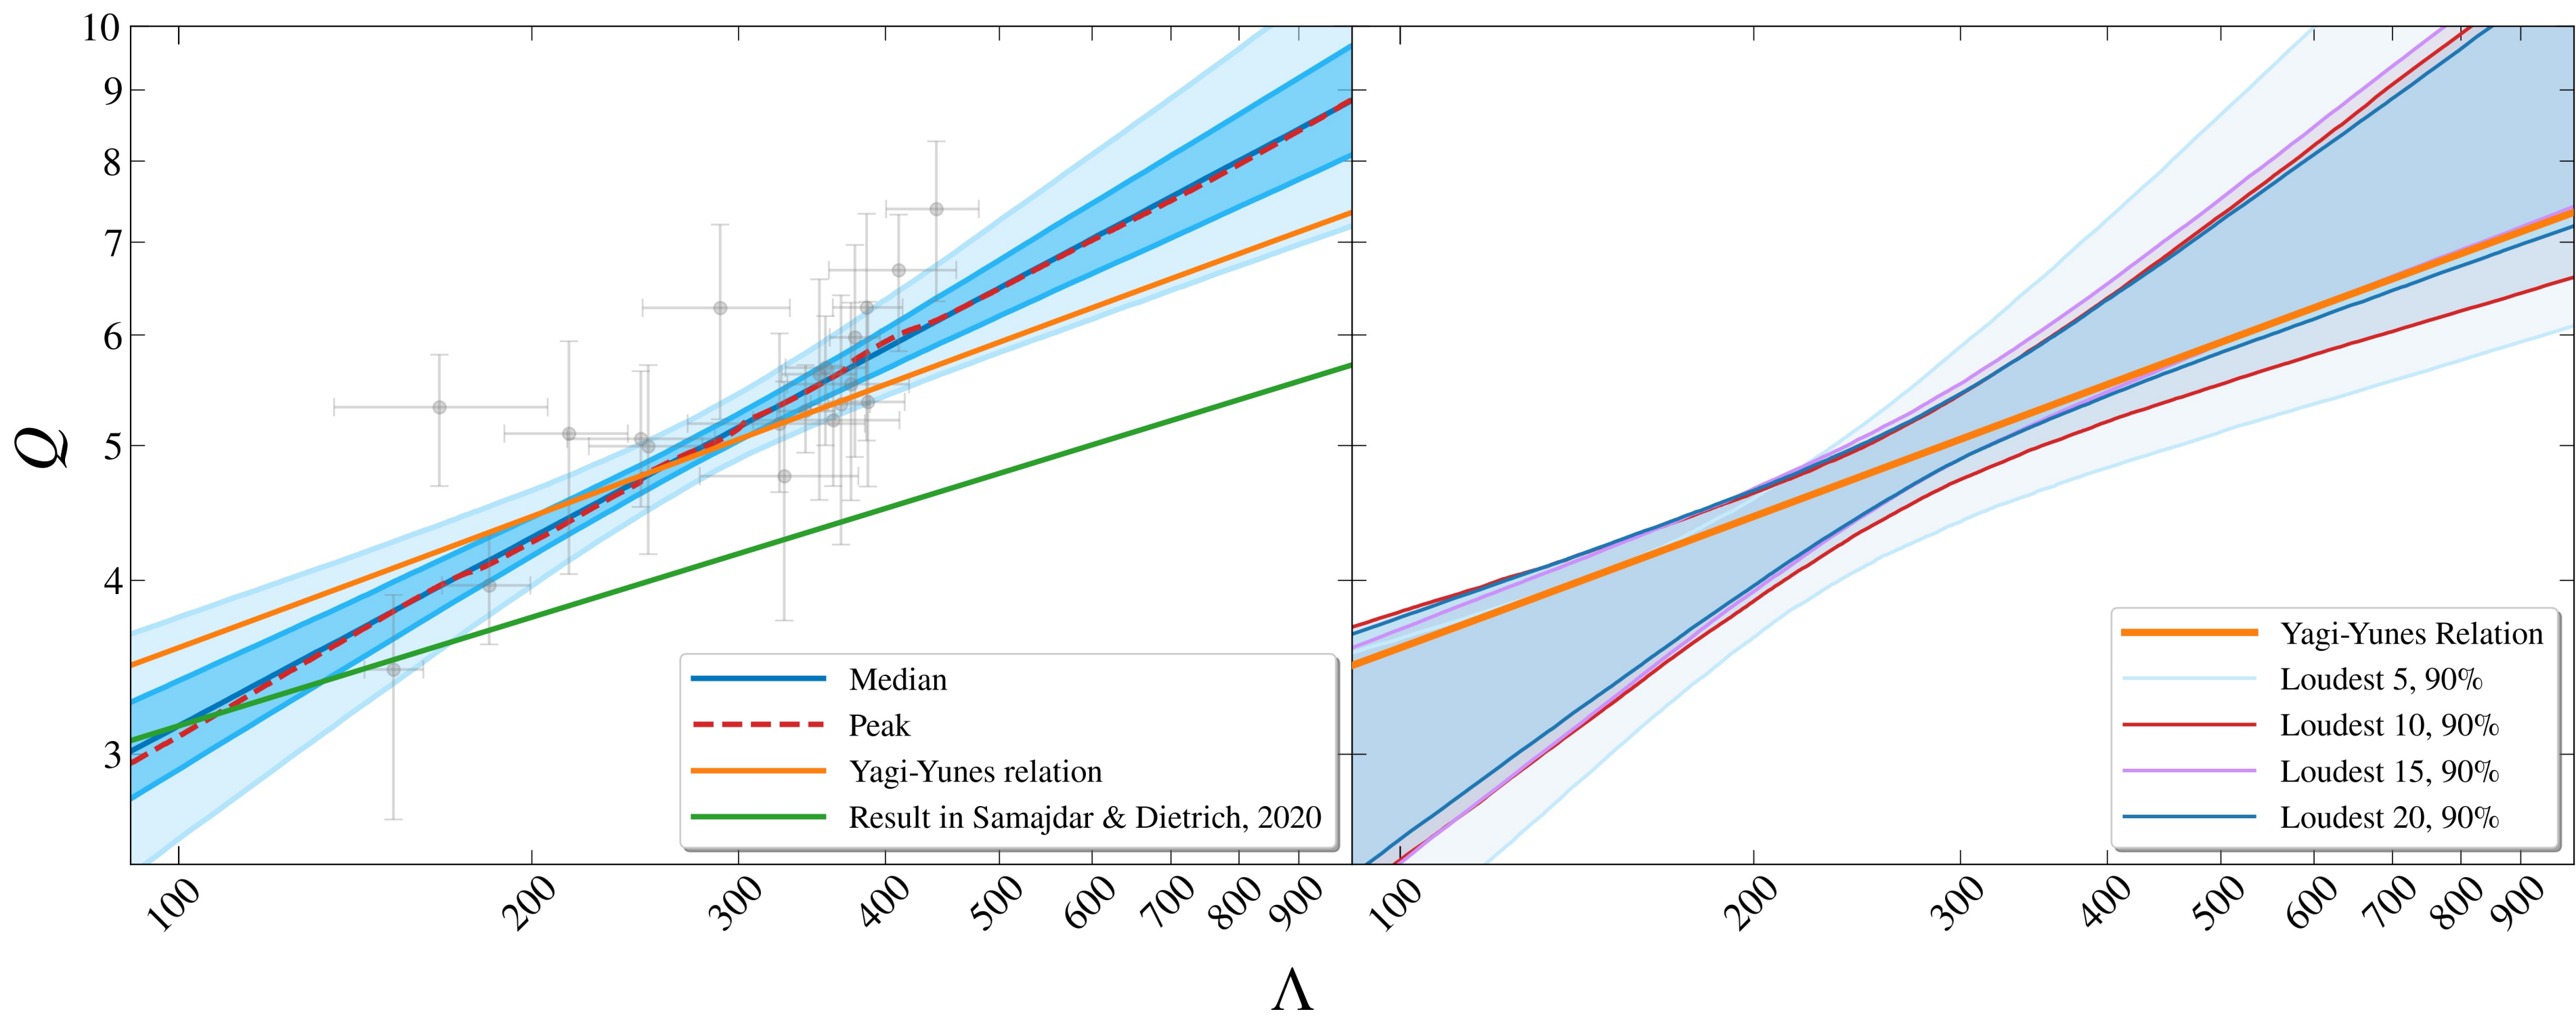 10
9
8
7
6
5
4
3
Q
Median
Peak
Yagi-Yunes relation
Result in Samajdar & Dietrich, 2020
Yagi-Yunes Relation
Loudest 5, 90%
Loudest 10, 90%
Loudest 15, 90%
Loudest 20, 90%
100 200 300 400 500 600 700 800 900
100 200 300 400 500 600 700 800 900
Λ